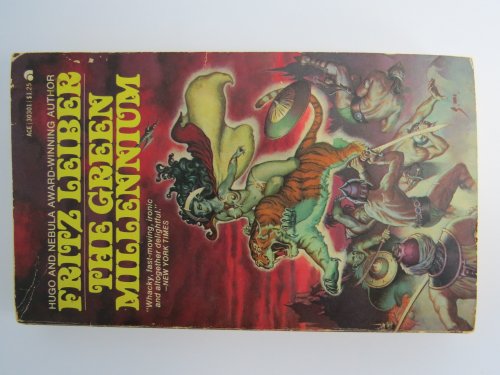 ACE | 30301 | $1.25
HUGO AND NEBULA AWARD-WINNING AUTHOR
FRITZ LEIBER
THE GREEN
MILLENNIUM
"Whacky, fast-moving, ironic
and altogether delightful."
—NEW YORK TIMES